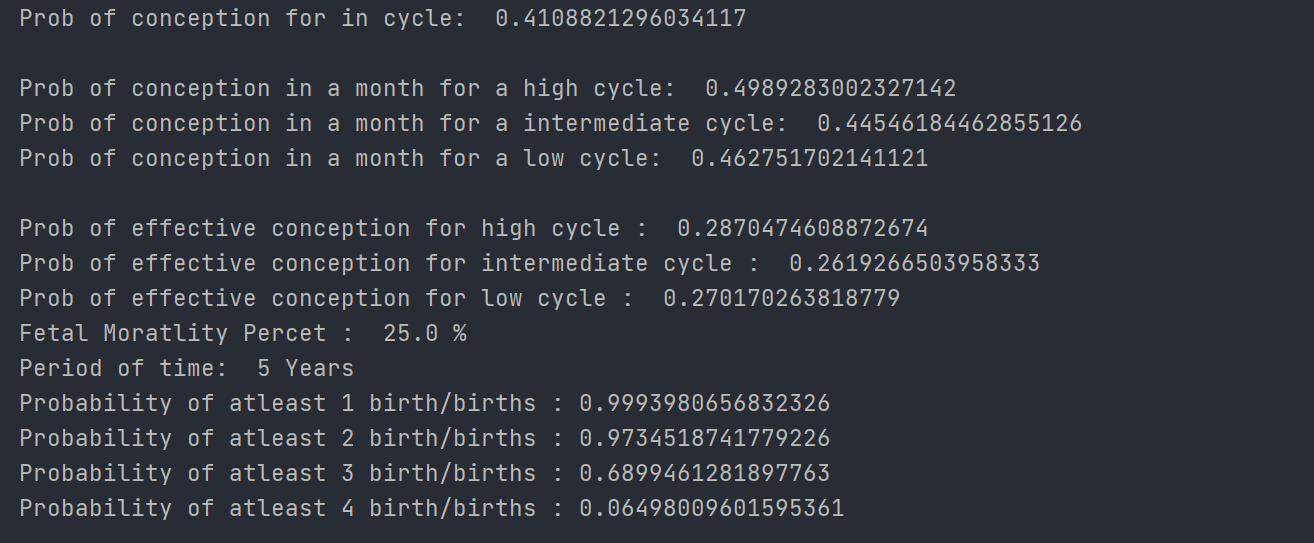 Prob of conception for in cycle:  0.4108821296034117
Prob of conception in a month for a high cycle:  0.4989283002327142
Prob of conception in a month for a intermediate cycle:  0.44546184462855126
Prob of conception in a month for a low cycle:  0.462751702141121
Prob of effective conception for high cycle :  0.2870474608872674
Prob of effective conception for intermediate cycle :  0.2619266503958333
Prob of effective conception for low cycle :  0.270170263818779
Fetal Moratlity Percet :  25.0 %
Period of time:  5 Years
Probability of atleast 1 birth/births : 0.9993980656832326
Probability of atleast 2 birth/births : 0.9734518741779226
Probability of atleast 3 birth/births : 0.68994612818977​63
Probability of atleast 4 birth/births : 0.06498009601595361